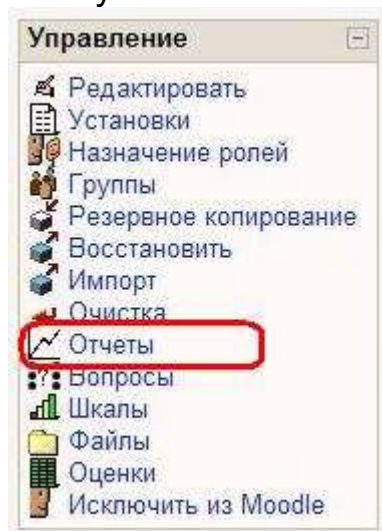 Управление
Редактировать
Установки
Назначение ролей
Группы
Резервное копирование
Восстановить
Импорт
Очистка
Отчеты
Вопросы
Шкалы
Файлы
Оценки
Исключить из Moodle